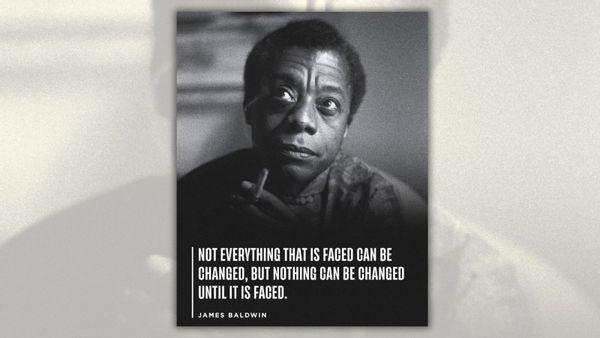 NOT EVERYTHING THAT IS FACED CAN BE
CHANGED, BUT NOTHING CAN BE CHANGED
UNTIL IT IS FACED.
JAMES BALDWIN